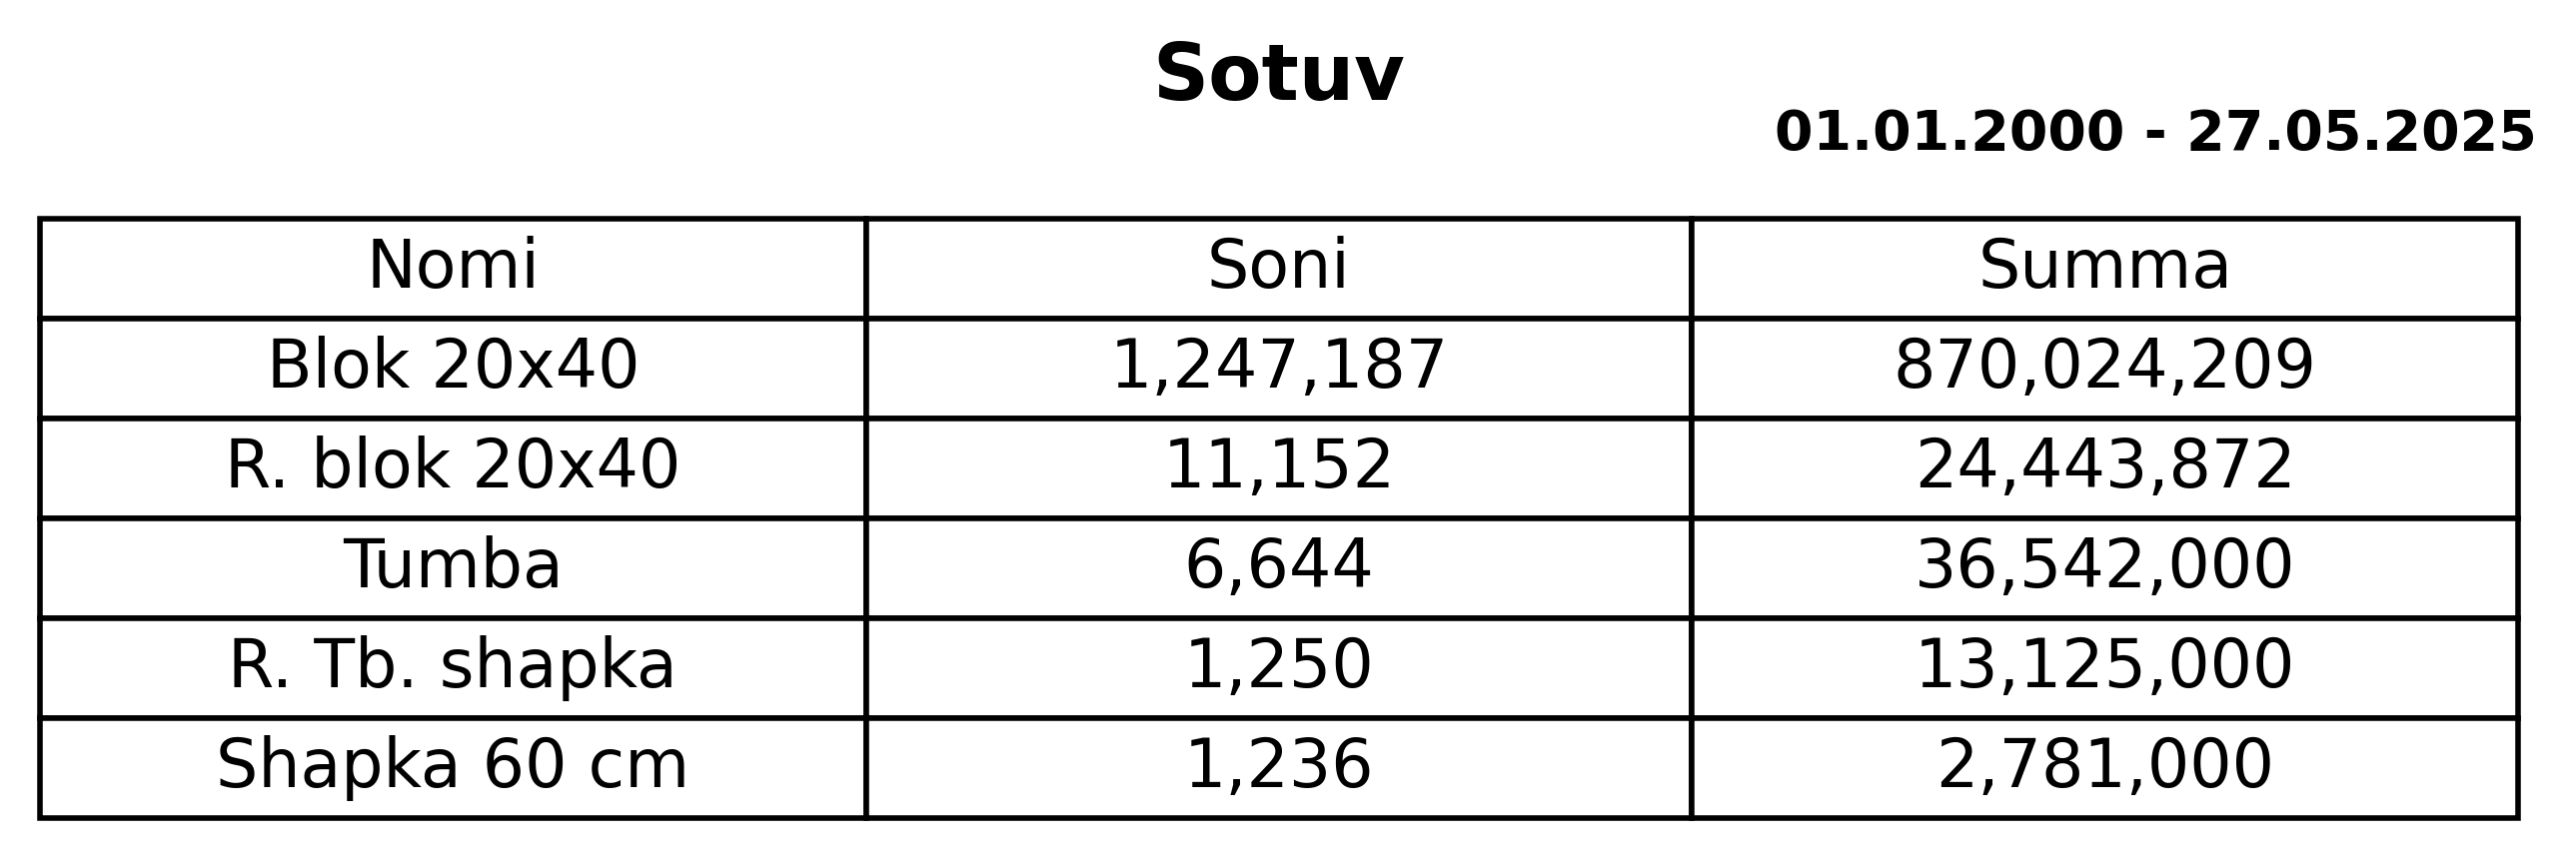 Sotuv
01.01.2000 - 27.05.2025
Nomi Soni Summa
Blok 20x40 1,247,187 870,024,209
R. blok 20x40 11,152 24,443,872
Tumba 6,644 36,542,000
R. Tb. shapka 1,250 13,125,000
Shapka 60 cm 1,236 2,781,000